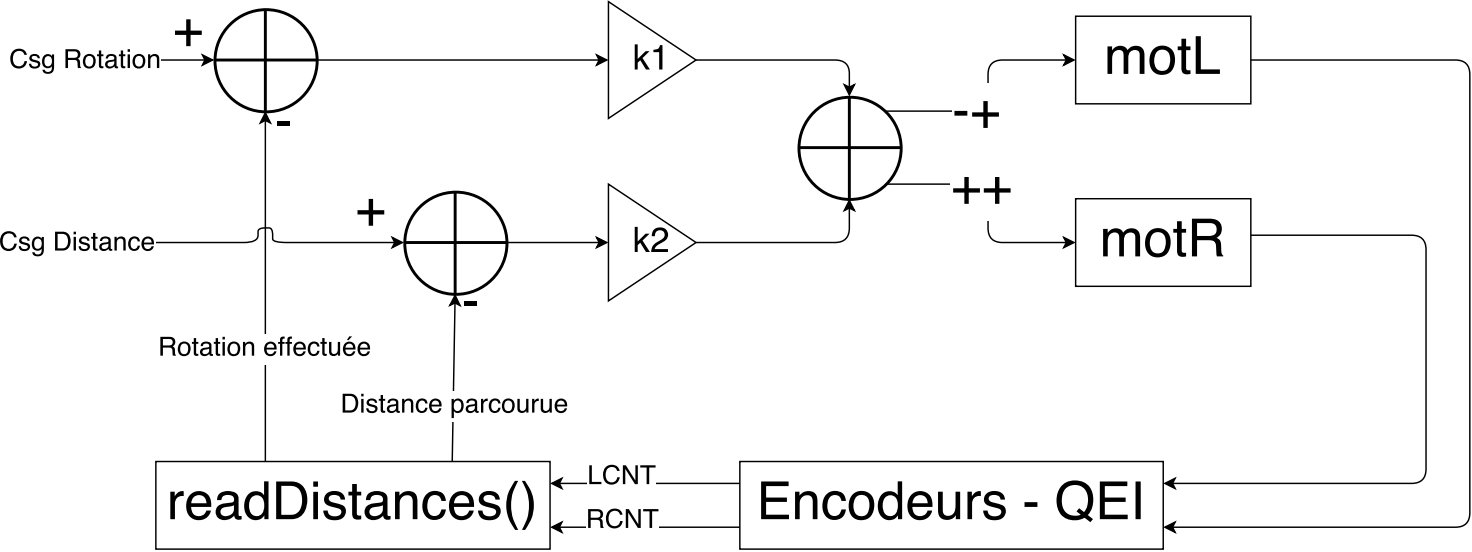 +
Csg Rotation
k1
motL
-
-+
++
+
Csg Distance
k2
motR
-
Rotation effectuée
Distance parcourue
LCNT
readDistances()
Encodeurs - QEI
RCNT